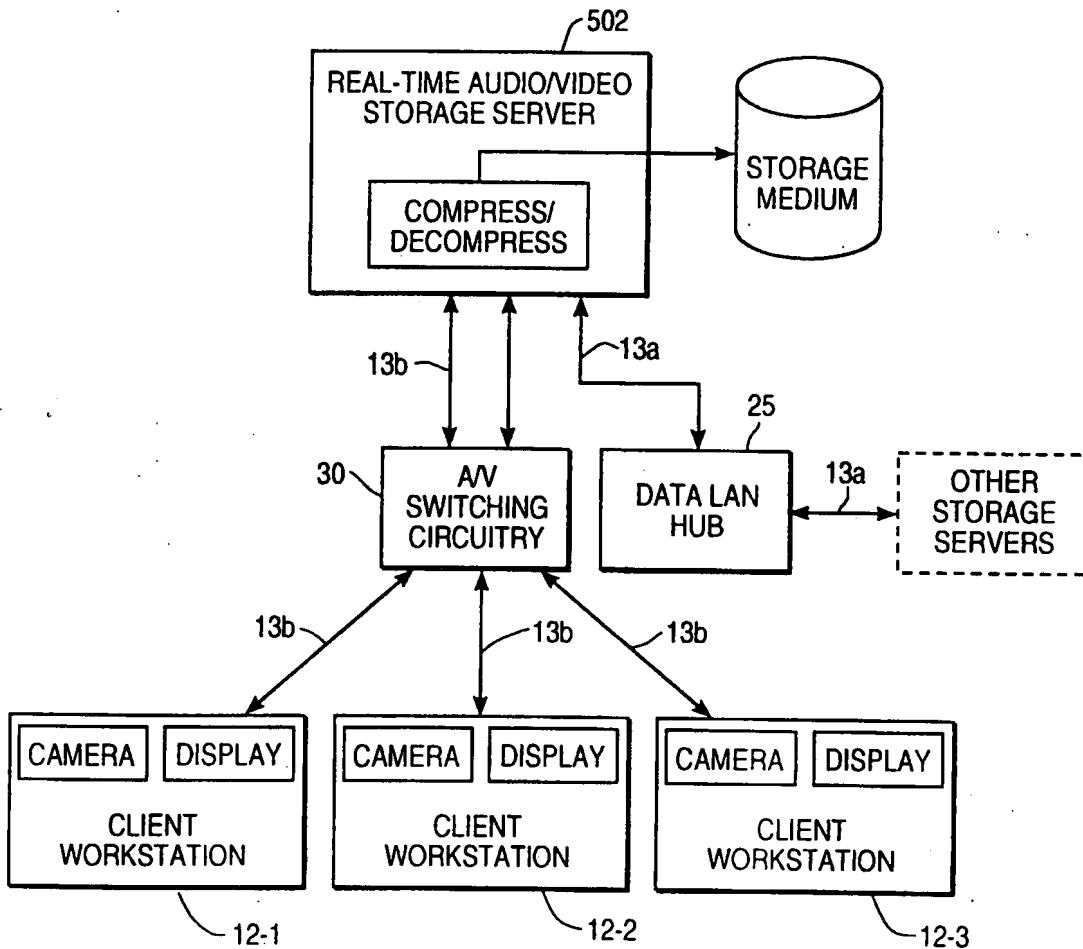 502
REAL-TIME AUDIO/VIDEO
STORAGE SERVER
COMPRESS/
DECOMPRESS
STORAGE
MEDIUM
13b
13a
25
30
A/V
SWITCHING
CIRCUITRY
DATA LAN
HUB
13a
OTHER
STORAGE
SERVERS
13b
13b
13b
CAMERA
DISPLAY
CLIENT
WORKSTATION
CAMERA
DISPLAY
CLIENT
WORKSTATION
CAMERA
DISPLAY
CLIENT
WORKSTATION
12-1
12-2
12-3